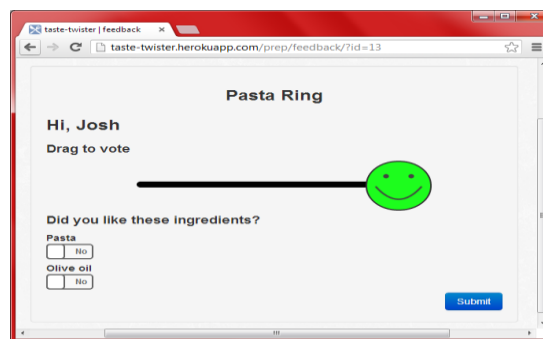 taste-twister | feedback
taste-twister.herokuapp.com/prep/feedback/?id=13
Pasta Ring
Hi, Josh
Drag to vote
Did you like these ingredients?
Pasta
No
Olive oil
No
Submit